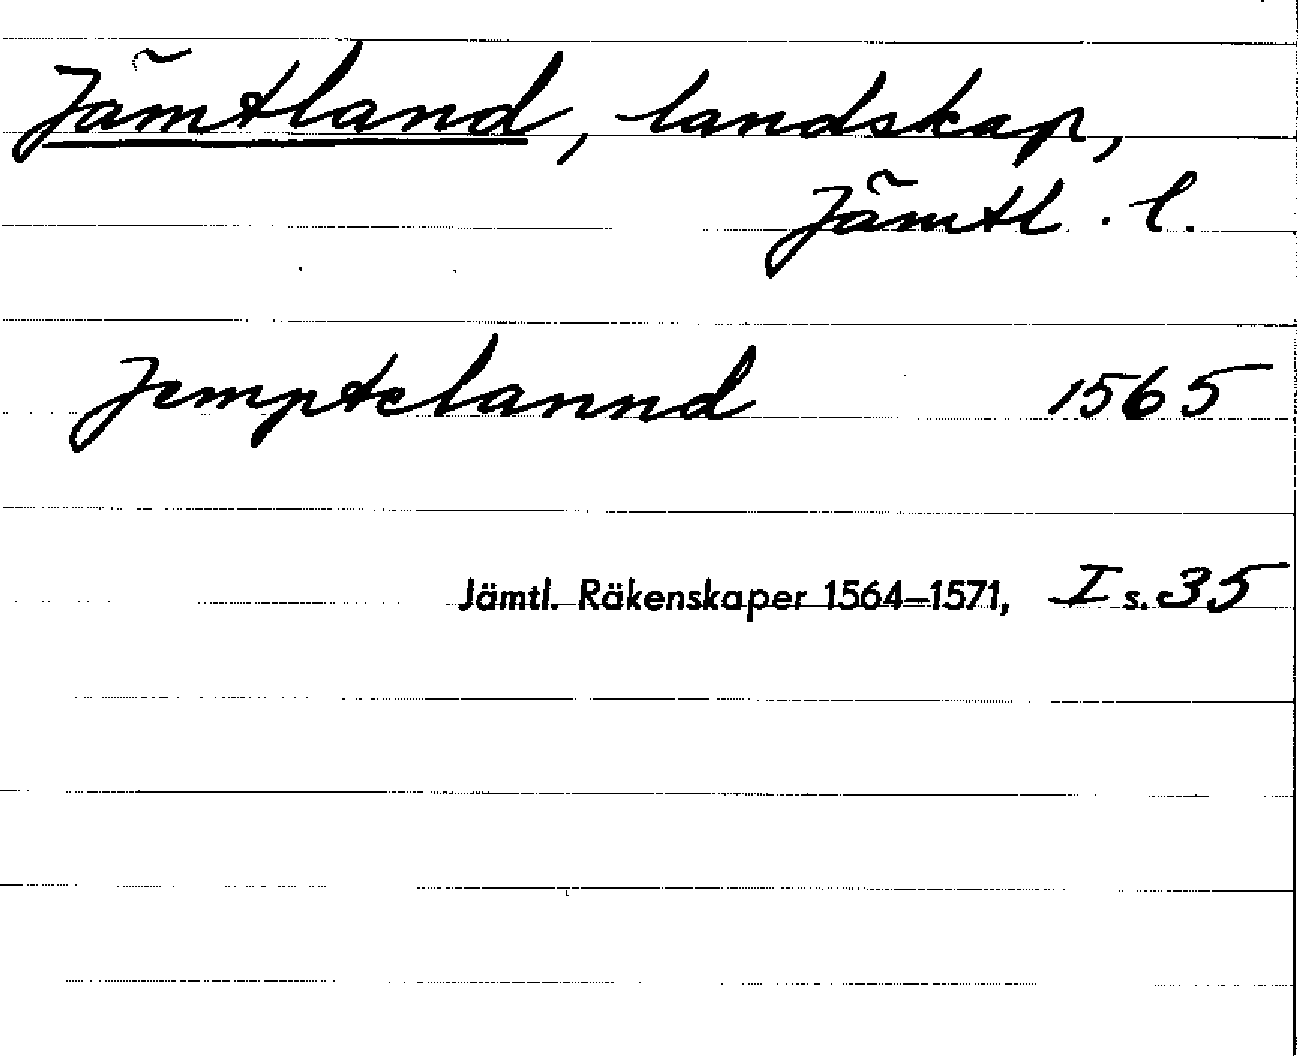 Jämtland, landskap,
Jämtl. l.
Jemptelannd 1565
Jämtl. Räkenskaper 1564–1571, I s. 35